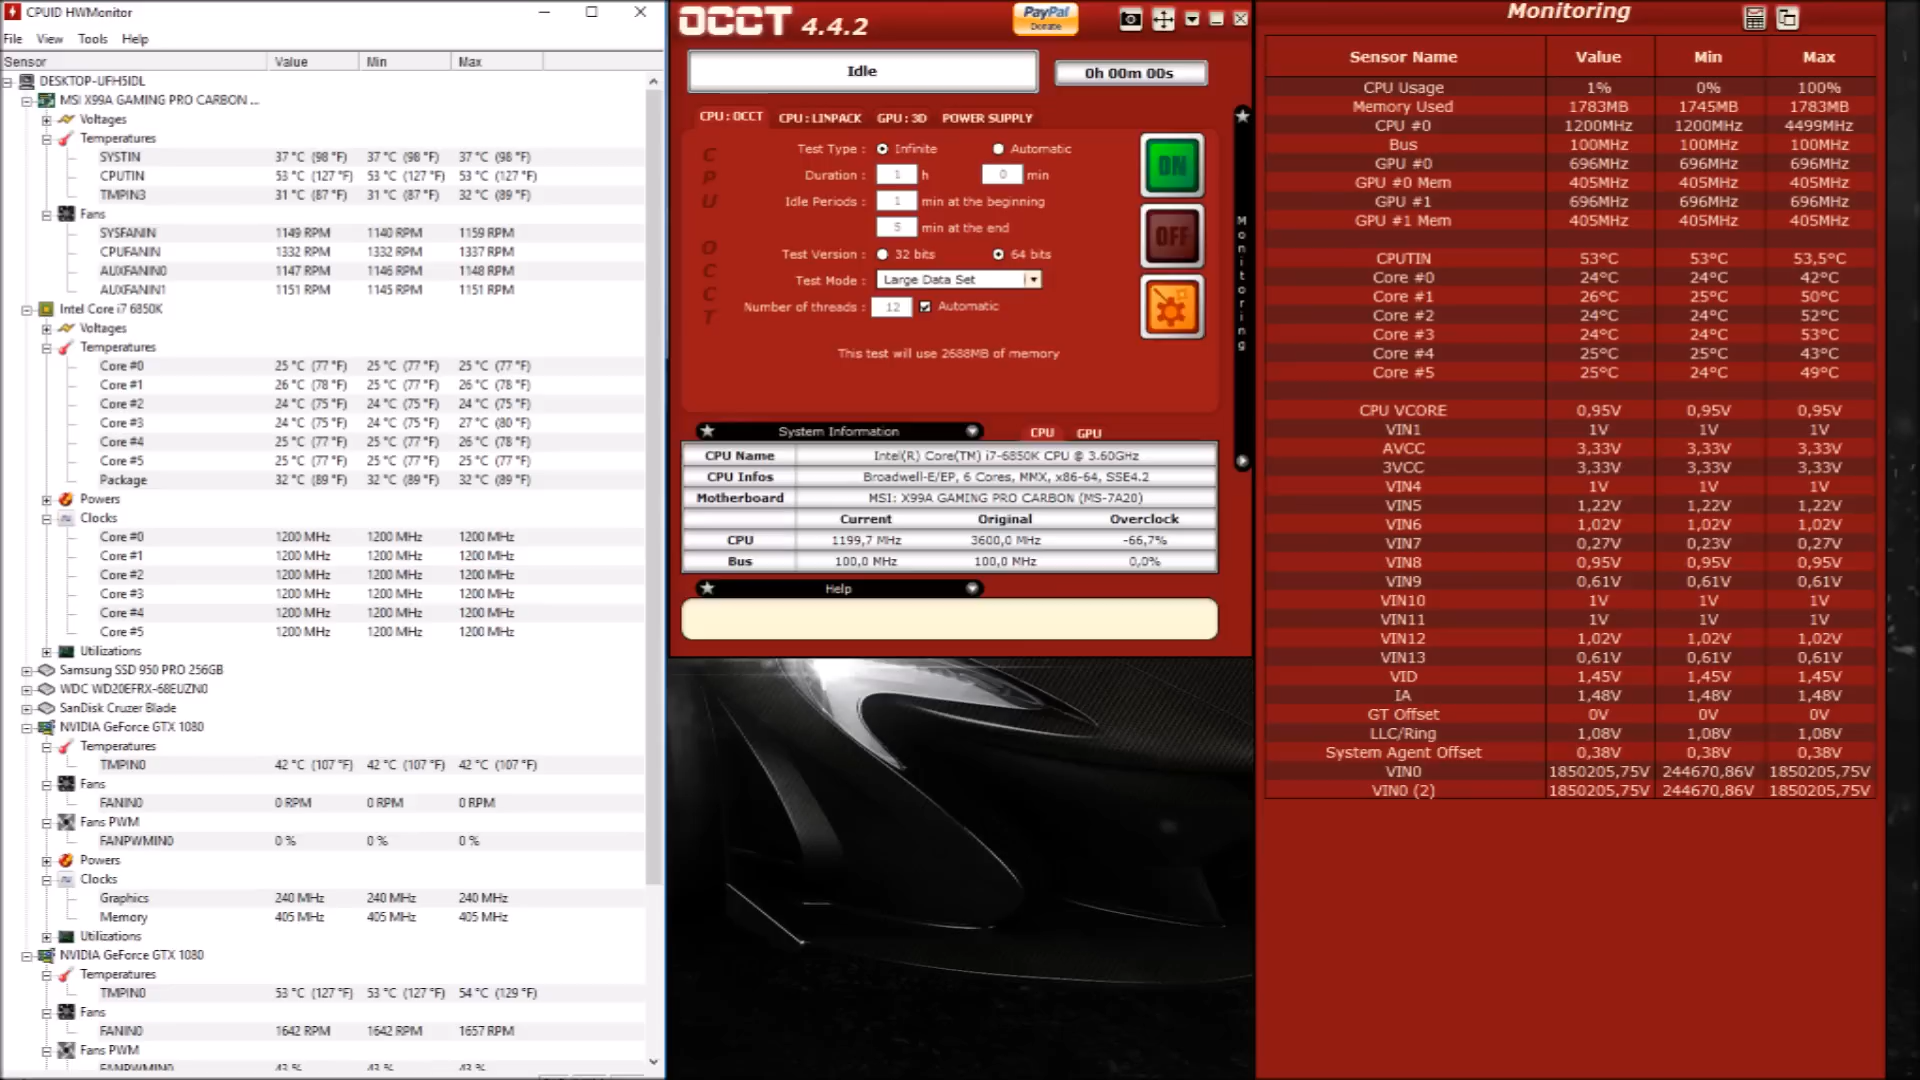 CPUID HWMonitor
File View Tools Help
Sensor Value Min Max
DESKTOP-UFH5IDL
MSI X99A GAMING PRO CARBON ...
Voltages
Temperatures
SYSTIN 37 °C (98 °F) 37 °C (98 °F) 37 °C (98 °F)
CPUTIN 53 °C (127 °F) 53 °C (127 °F) 53 °C (127 °F)
TMPIN3 31 °C (87 °F) 31 °C (87 °F) 32 °C (89 °F)
Fans
SYSFANIN 1149 RPM 1140 RPM 1159 RPM
CPUFANIN 1332 RPM 1332 RPM 1337 RPM
AUXFANIN0 1147 RPM 1146 RPM 1148 RPM
AUXFANIN1 1151 RPM 1145 RPM 1151 RPM
Intel Core i7 6850K
Voltages
Temperatures
Core #0 25 °C (77 °F) 25 °C (77 °F) 25 °C (77 °F)
Core #1 26 °C (78 °F) 25 °C (77 °F) 26 °C (78 °F)
Core #2 24 °C (75 °F) 24 °C (75 °F) 24 °C (75 °F)
Core #3 24 °C (75 °F) 24 °C (75 °F) 27 °C (80 °F)
Core #4 25 °C (77 °F) 25 °C (77 °F) 26 °C (78 °F)
Core #5 25 °C (77 °F) 25 °C (77 °F) 25 °C (77 °F)
Package 32 °C (89 °F) 32 °C (89 °F) 32 °C (89 °F)
Powers
Clocks
Core #0 1200 MHz 1200 MHz 1200 MHz
Core #1 1200 MHz 1200 MHz 1200 MHz
Core #2 1200 MHz 1200 MHz 1200 MHz
Core #3 1200 MHz 1200 MHz 1200 MHz
Core #4 1200 MHz 1200 MHz 1200 MHz
Core #5 1200 MHz 1200 MHz 1200 MHz
Utilizations
Samsung SSD 950 PRO 256GB
WDC WD20EFRX-68EUZN0
SanDisk Cruzer Blade
NVIDIA GeForce GTX 1080
Temperatures
TMPIN0 42 °C (107 °F) 42 °C (107 °F) 42 °C (107 °F)
Fans
FANIN0 0 RPM 0 RPM 0 RPM
Fans PWM
FANPWMIN0 0 % 0 % 0 %
Powers
Clocks
Graphics 240 MHz 240 MHz 240 MHz
Memory 405 MHz 405 MHz 405 MHz
Utilizations
NVIDIA GeForce GTX 1080
Temperatures
TMPIN0 53 °C (127 °F) 53 °C (127 °F) 54 °C (129 °F)
Fans
FANIN0 1642 RPM 1642 RPM 1657 RPM
Fans PWM
FANPWMIN0 43 % 43 % 43 %
OCCT 4.4.2
PayPal
Donate
Idle
0h 00m 00s
CPU:OCCT CPU:LINPACK GPU:3D POWER SUPPLY
CPU OCCT
Test Type : Infinite Automatic
Duration : 1 h 0 min
Idle Periods : 1 min at the beginning
5 min at the end
Test Version : 32 bits 64 bits
Test Mode : Large Data Set
Number of threads : 12 Automatic
This test will use 2688MB of memory
ON
OFF
Monitoring
System Information CPU GPU
CPU Name Intel(R) Core(TM) i7-6850K CPU @ 3.60GHz
CPU Infos Broadwell-E/EP, 6 Cores, MMX, x86-64, SSE4.2
Motherboard MSI: X99A GAMING PRO CARBON (MS-7A20)
Current Original Overclock
CPU 1199,7 MHz 3600,0 MHz -66,7%
Bus 100,0 MHz 100,0 MHz 0,0%
Help
Monitoring
Sensor Name Value Min Max
CPU Usage 1% 0% 100%
Memory Used 1783MB 1745MB 1783MB
CPU #0 1200MHz 1200MHz 4499MHz
Bus 100MHz 100MHz 100MHz
GPU #0 696MHz 696MHz 696MHz
GPU #0 Mem 405MHz 405MHz 405MHz
GPU #1 696MHz 696MHz 696MHz
GPU #1 Mem 405MHz 405MHz 405MHz
CPUTIN 53°C 53°C 53,5°C
Core #0 24°C 24°C 42°C
Core #1 26°C 25°C 50°C
Core #2 24°C 24°C 52°C
Core #3 24°C 24°C 53°C
Core #4 25°C 24°C 43°C
Core #5 25°C 24°C 49°C
CPU VCORE 0,95V 0,95V 0,95V
VIN1 1V 1V 1V
AVCC 3,33V 3,33V 3,33V
3VCC 3,33V 3,33V 3,33V
VIN4 1V 1V 1V
VIN5 1,22V 1,22V 1,22V
VIN6 1,02V 1,02V 1,02V
VIN7 0,27V 0,23V 0,27V
VIN8 0,95V 0,95V 0,95V
VIN9 0,61V 0,61V 0,61V
VIN10 1V 1V 1V
VIN11 1V 1V 1V
VIN12 1,02V 1,02V 1,02V
VIN13 0,61V 0,61V 0,61V
VID 1,45V 1,45V 1,45V
IA 1,48V 1,48V 1,48V
GT Offset 0V 0V 0V
LLC/Ring 1,08V 1,08V 1,08V
System Agent Offset 0,38V 0,38V 0,38V
VIN0 1850205,75V 244670,86V 1850205,75V
VIN0 (2) 1850205,75V 244670,86V 1850205,75V